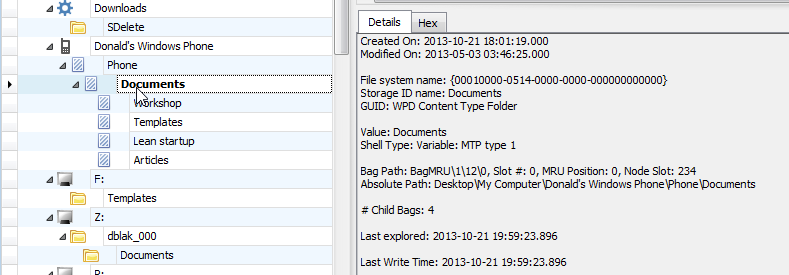 Downloads
SDelete
Donald's Windows Phone
Phone
Documents
Workshop
Templates
Lean startup
Articles
F:
Templates
Z:
dblak_000
Documents
Details
Hex
Created On: 2013-10-21 18:01:19.000
Modified On: 2013-05-03 03:46:25.000
File system name: {00010000-0514-0000-0000-000000000000}
Storage ID name: Documents
GUID: WPD Content Type Folder
Value: Documents
Shell Type: Variable: MTP type 1
Bag Path: BagMRU\1\12\0, Slot #: 0, MRU Position: 0, Node Slot: 234
Absolute Path: Desktop\My Computer\Donald's Windows Phone\Phone\Documents
# Child Bags: 4
Last explored: 2013-10-21 19:59:23.896
Last Write Time: 2013-10-21 19:59:23.896